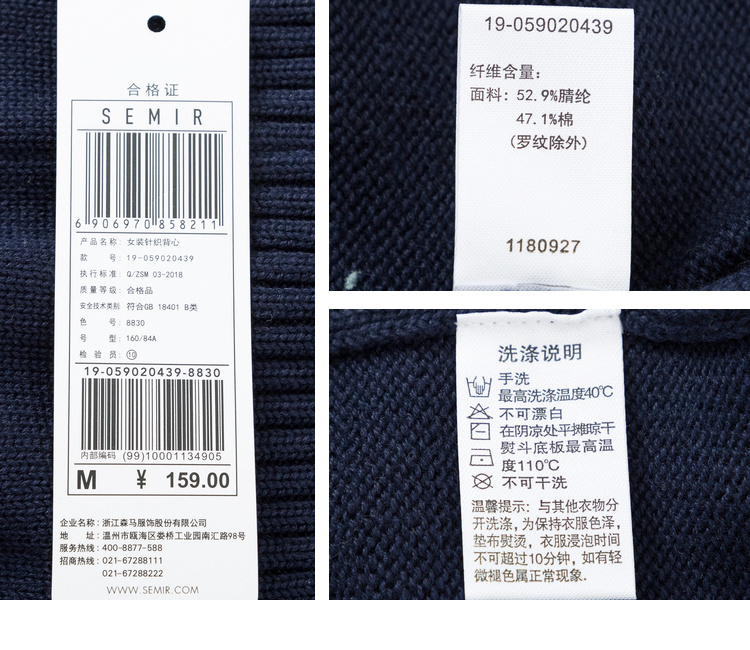 合格证
SEMIR
6 906970 858211
产品名称：女装针织背心
款 号：19-059020439
执行标准：Q/ZSM 03-2018
质量等级：合格品
安全技术类别：符合GB 18401 B类
色 号：8830
号 型：160/84A
检 验 员：⑩
19-059020439-8830
内部编码 (99)10001134905
M ¥ 159.00
企业名称：浙江森马服饰股份有限公司
地 址：温州市瓯海区娄桥工业园南汇路98号
服务热线：400-8877-588
招商热线：021-67288111
021-67288222
WWW.SEMIR.COM
19-059020439
纤维含量：
面料：52.9%腈纶
47.1%棉
（罗纹除外）
1180927
洗涤说明
手洗
最高洗涤温度40℃
不可漂白
在阴凉处平摊晾干
熨斗底板最高温
度110℃
不可干洗
温馨提示：与其他衣物分
开洗涤，为保持衣服色泽，
垫布熨烫，衣服浸泡时间
不可超过10分钟，如有轻
微褪色属正常现象．